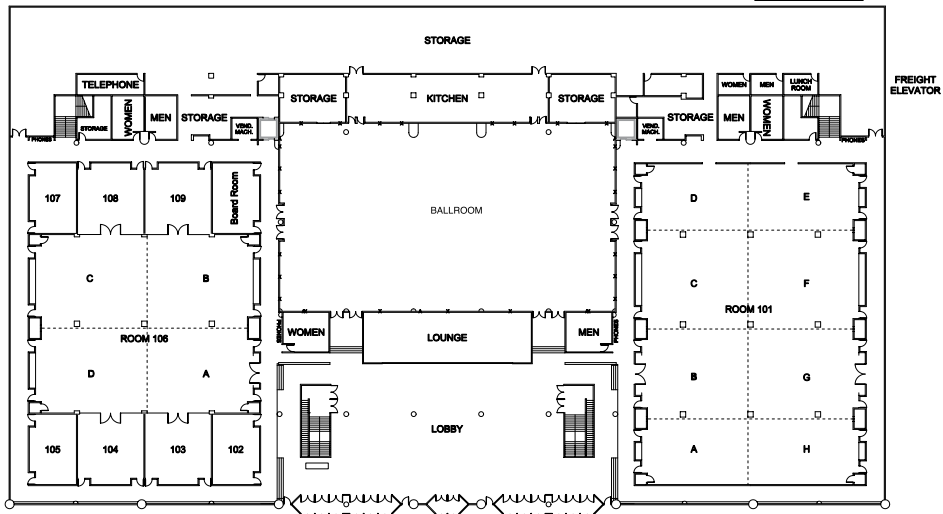 STORAGE
FREIGHT
ELEVATOR
TELEPHONE
STORAGE
KITCHEN
STORAGE
WOMEN
MEN
LUNCH
ROOM
STORAGE
WOMEN
MEN
STORAGE
VEND.
MACH.
VEND.
MACH.
STORAGE
MEN
WOMEN
PHONES
PHONES
107
108
109
Board Room
BALLROOM
D
E
C
B
C
F
ROOM 106
ROOM 101
PHONES
WOMEN
LOUNGE
MEN
PHONES
D
A
B
G
LOBBY
105
104
103
102
A
H